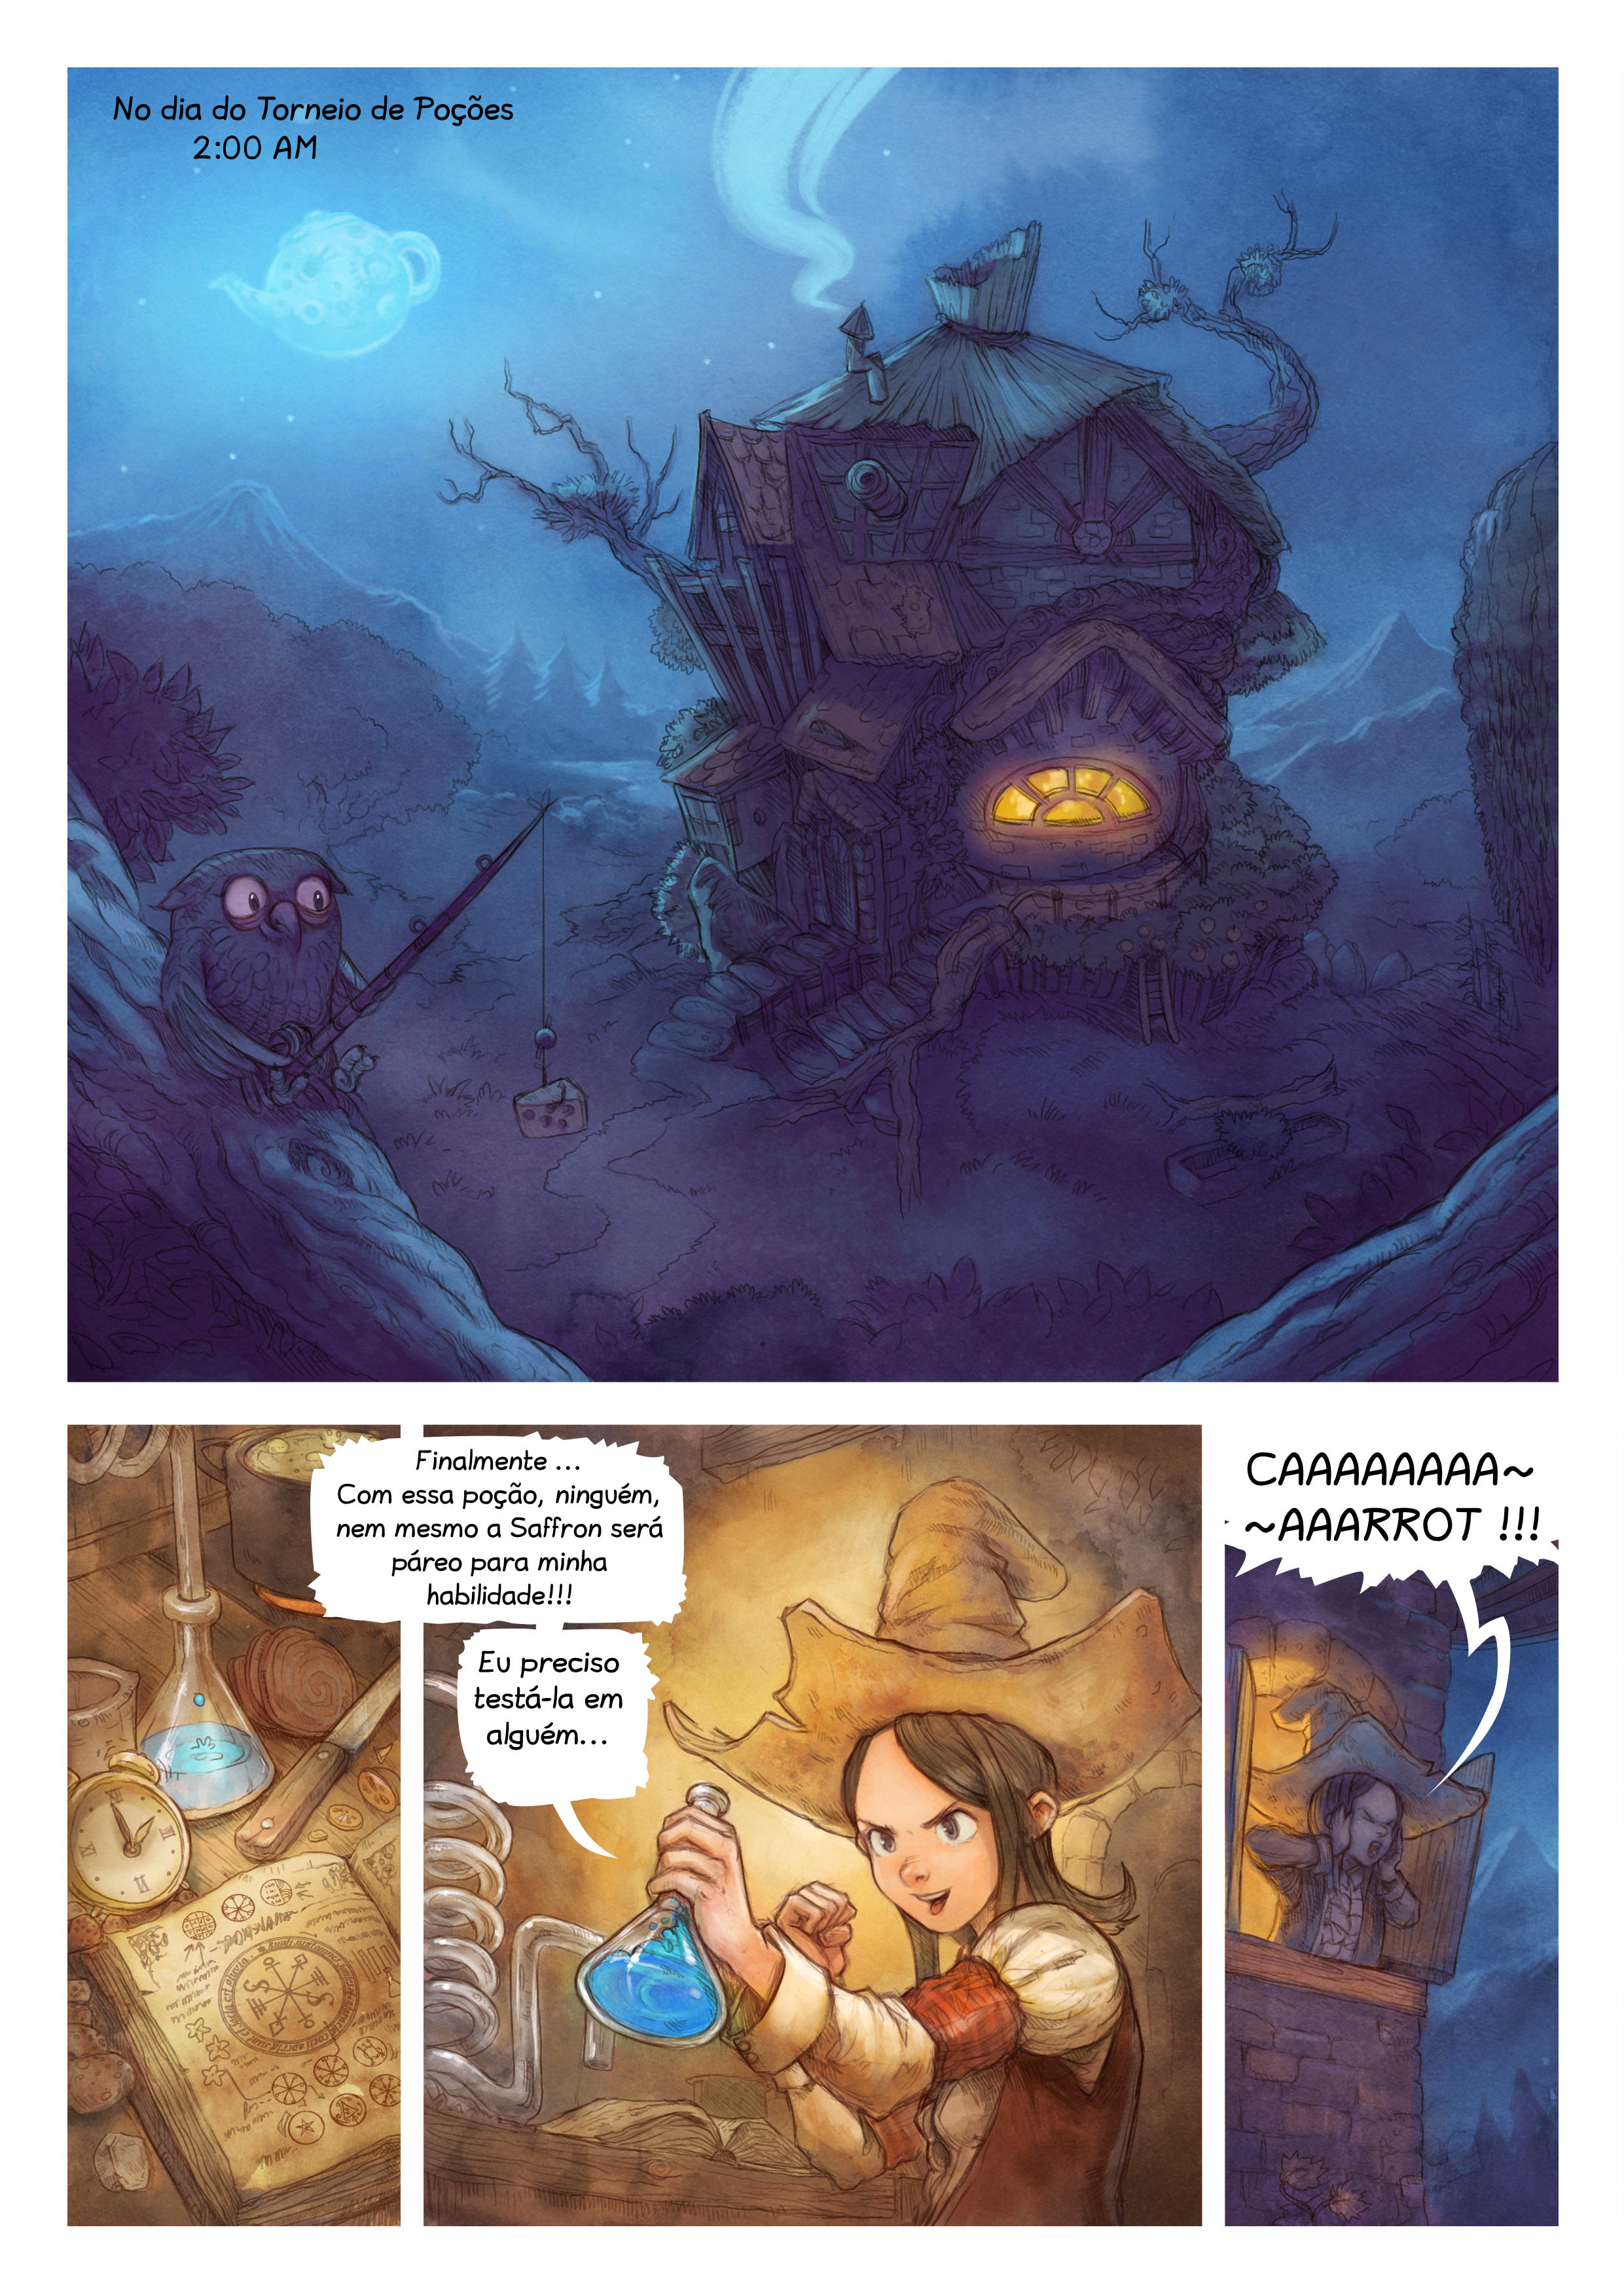 No dia do Torneio de Poções
2:00 AM
Finalmente ...
Com essa poção, ninguém,
nem mesmo a Saffron será
páreo para minha
habilidade!!!
Eu preciso
testá-la em
alguém...
CAAAAAAAA~
~AAARROT !!!